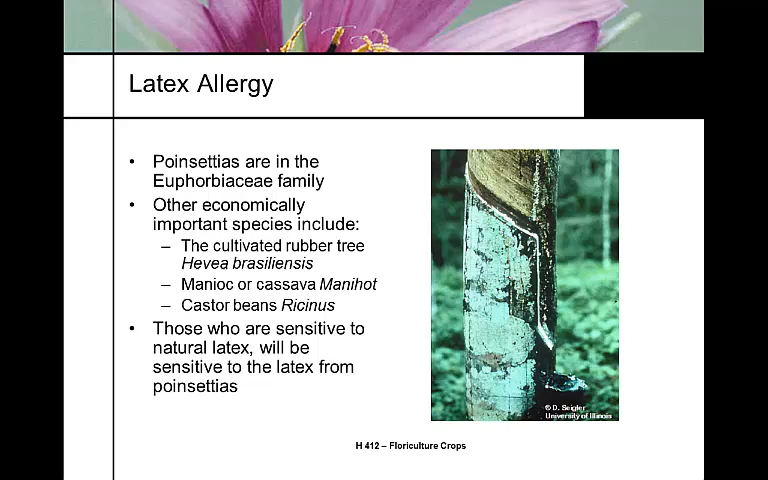 Latex Allergy
• Poinsettias are in the
Euphorbiaceae family
• Other economically
important species include:
– The cultivated rubber tree
Hevea brasiliensis
– Manioc or cassava Manihot
– Castor beans Ricinus
• Those who are sensitive to
natural latex, will be
sensitive to the latex from
poinsettias
© D. Seigler
University of Illinois
H 412 – Floriculture Crops